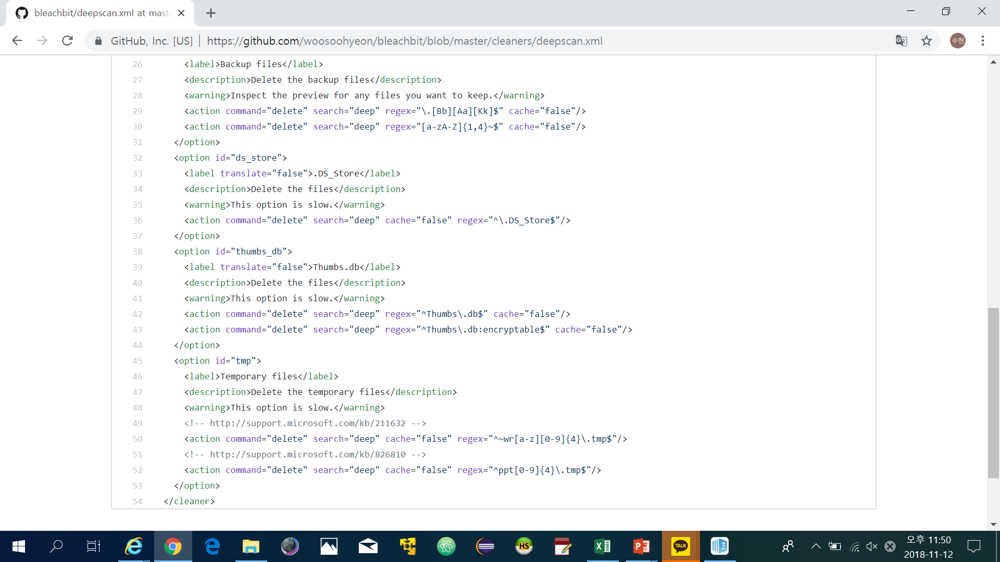 bleachbit/deepscan.xml at mast
GitHub, Inc. [US] | https://github.com/woosoohyeon/bleachbit/blob/master/cleaners/deepscan.xml
수현
26 <label>Backup files</label>
27 <description>Delete the backup files</description>
28 <warning>Inspect the preview for any files you want to keep.</warning>
29 <action command="delete" search="deep" regex="\.[Bb][Aa][Kk]$" cache="false"/>
30 <action command="delete" search="deep" regex="[a-zA-Z]{1,4}~$" cache="false"/>
31 </option>
32 <option id="ds_store">
33 <label translate="false">.DS_Store</label>
34 <description>Delete the files</description>
35 <warning>This option is slow.</warning>
36 <action command="delete" search="deep" cache="false" regex="^\.DS_Store$"/>
37 </option>
38 <option id="thumbs_db">
39 <label translate="false">Thumbs.db</label>
40 <description>Delete the files</description>
41 <warning>This option is slow.</warning>
42 <action command="delete" search="deep" regex="^Thumbs\.db$" cache="false"/>
43 <action command="delete" search="deep" regex="^Thumbs\.db:encryptable$" cache="false"/>
44 </option>
45 <option id="tmp">
46 <label>Temporary files</label>
47 <description>Delete the temporary files</description>
48 <warning>This option is slow.</warning>
49 <!-- http://support.microsoft.com/kb/211632 -->
50 <action command="delete" search="deep" cache="false" regex="^~wr[a-z][0-9]{4}\.tmp$"/>
51 <!-- http://support.microsoft.com/kb/826810 -->
52 <action command="delete" search="deep" cache="false" regex="^ppt[0-9]{4}\.tmp$"/>
53 </option>
54 </cleaner>
HS
TALK
오후 11:50
2018-11-12